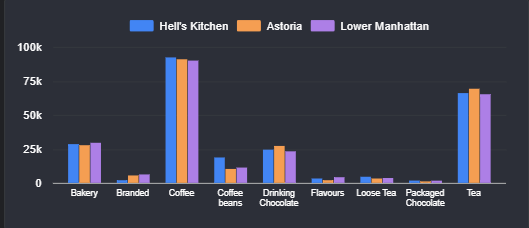 Hell's Kitchen Astoria Lower Manhattan
100k
75k
50k
25k
0
Bakery Branded Coffee Coffee beans Drinking Chocolate Flavours Loose Tea Packaged Chocolate Tea